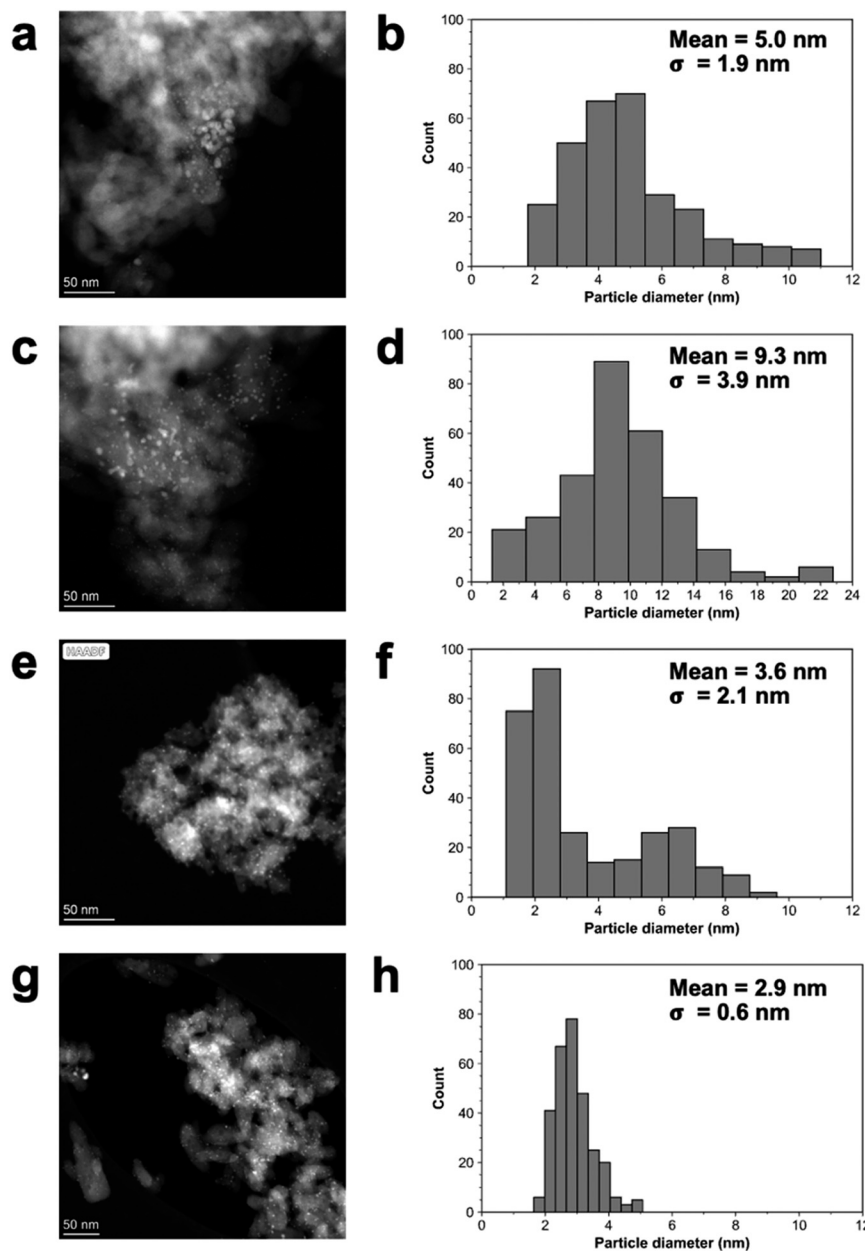 a
b
Mean = 5.0 nm
σ = 1.9 nm
100
80
60
40
20
0
Count
0 2 4 6 8 10 12
Particle diameter (nm)
50 nm
c
d
Mean = 9.3 nm
σ = 3.9 nm
100
80
60
40
20
0
Count
0 2 4 6 8 10 12 14 16 18 20 22 24
Particle diameter (nm)
50 nm
e
HAADF
f
Mean = 3.6 nm
σ = 2.1 nm
100
80
60
40
20
0
Count
0 2 4 6 8 10 12
Particle diameter (nm)
50 nm
g
h
Mean = 2.9 nm
σ = 0.6 nm
100
80
60
40
20
0
Count
0 2 4 6 8 10 12
Particle diameter (nm)
50 nm